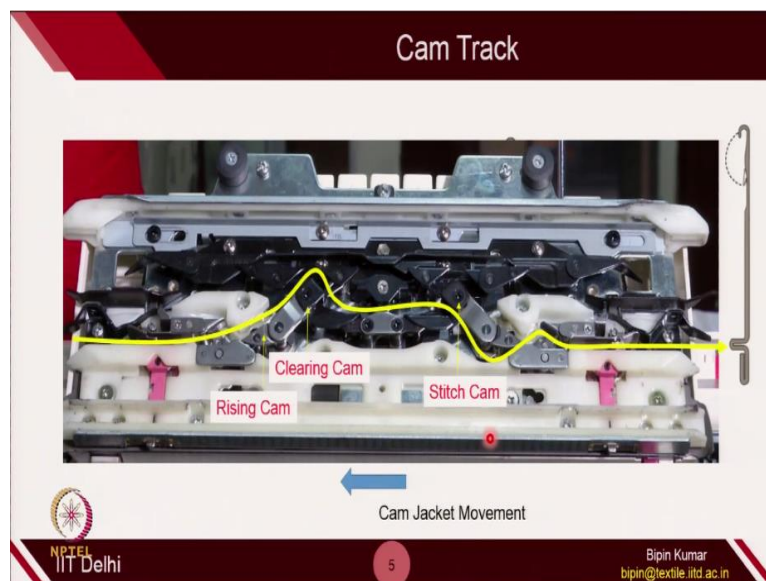 Cam Track
Clearing Cam
Rising Cam
Stitch Cam
Cam Jacket Movement
NPTEL
IIT Delhi
5
Bipin Kumar
bipin@textile.iitd.ac.in